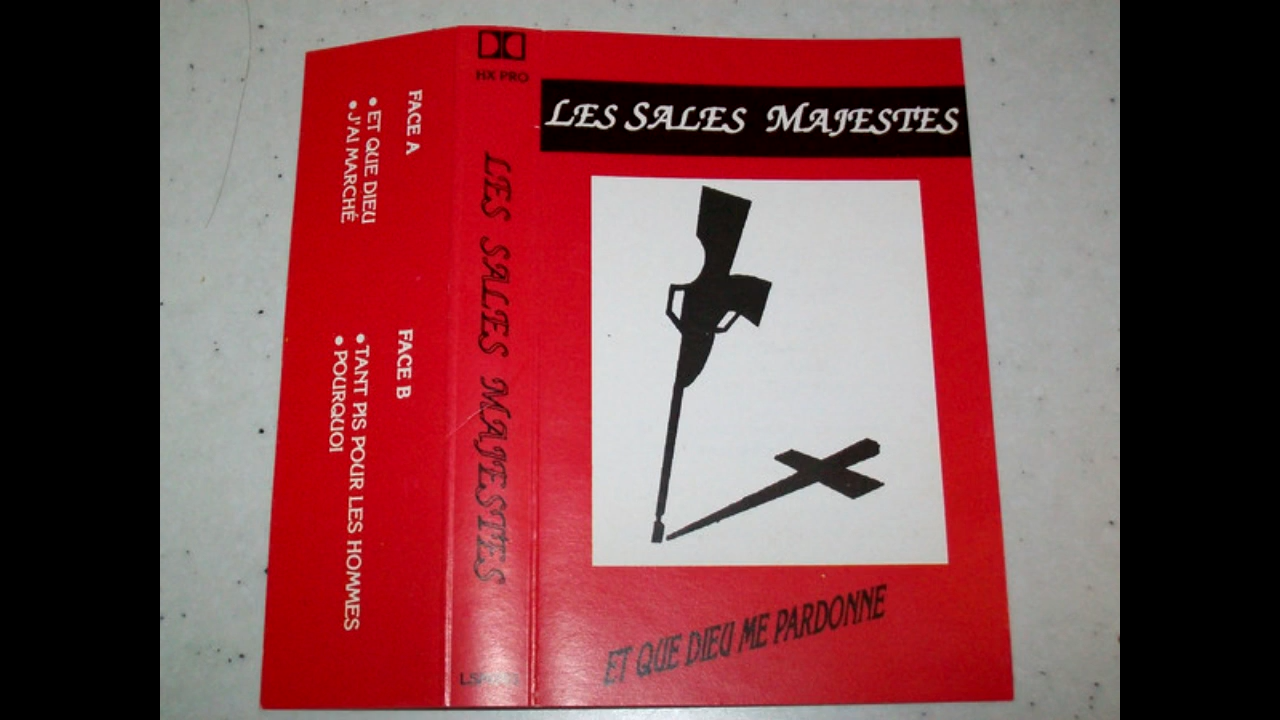 FACE A
• ET QUE DIEU
• J'AI MARCHÉ
FACE B
• TANT PIS POUR LES HOMMES
• POURQUOI
HX PRO
LES SALES MAJESTES
LES SALES MAJESTES
ET QUE DIEU ME PARDONNE